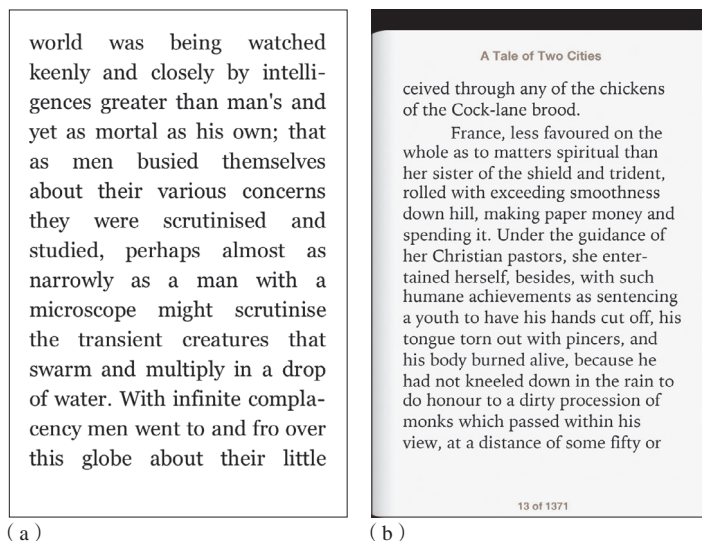 world was being watched
keenly and closely by intelli-
gences greater than man's and
yet as mortal as his own; that
as men busied themselves
about their various concerns
they were scrutinised and
studied, perhaps almost as
narrowly as a man with a
microscope might scrutinise
the transient creatures that
swarm and multiply in a drop
of water. With infinite compla-
cency men went to and fro over
this globe about their little
(a)
A Tale of Two Cities
ceived through any of the chickens
of the Cock-lane brood.
France, less favoured on the
whole as to matters spiritual than
her sister of the shield and trident,
rolled with exceeding smoothness
down hill, making paper money and
spending it. Under the guidance of
her Christian pastors, she enter-
tained herself, besides, with such
humane achievements as sentencing
a youth to have his hands cut off, his
tongue torn out with pincers, and
his body burned alive, because he
had not kneeled down in the rain to
do honour to a dirty procession of
monks which passed within his
view, at a distance of some fifty or
13 of 1371
(b)